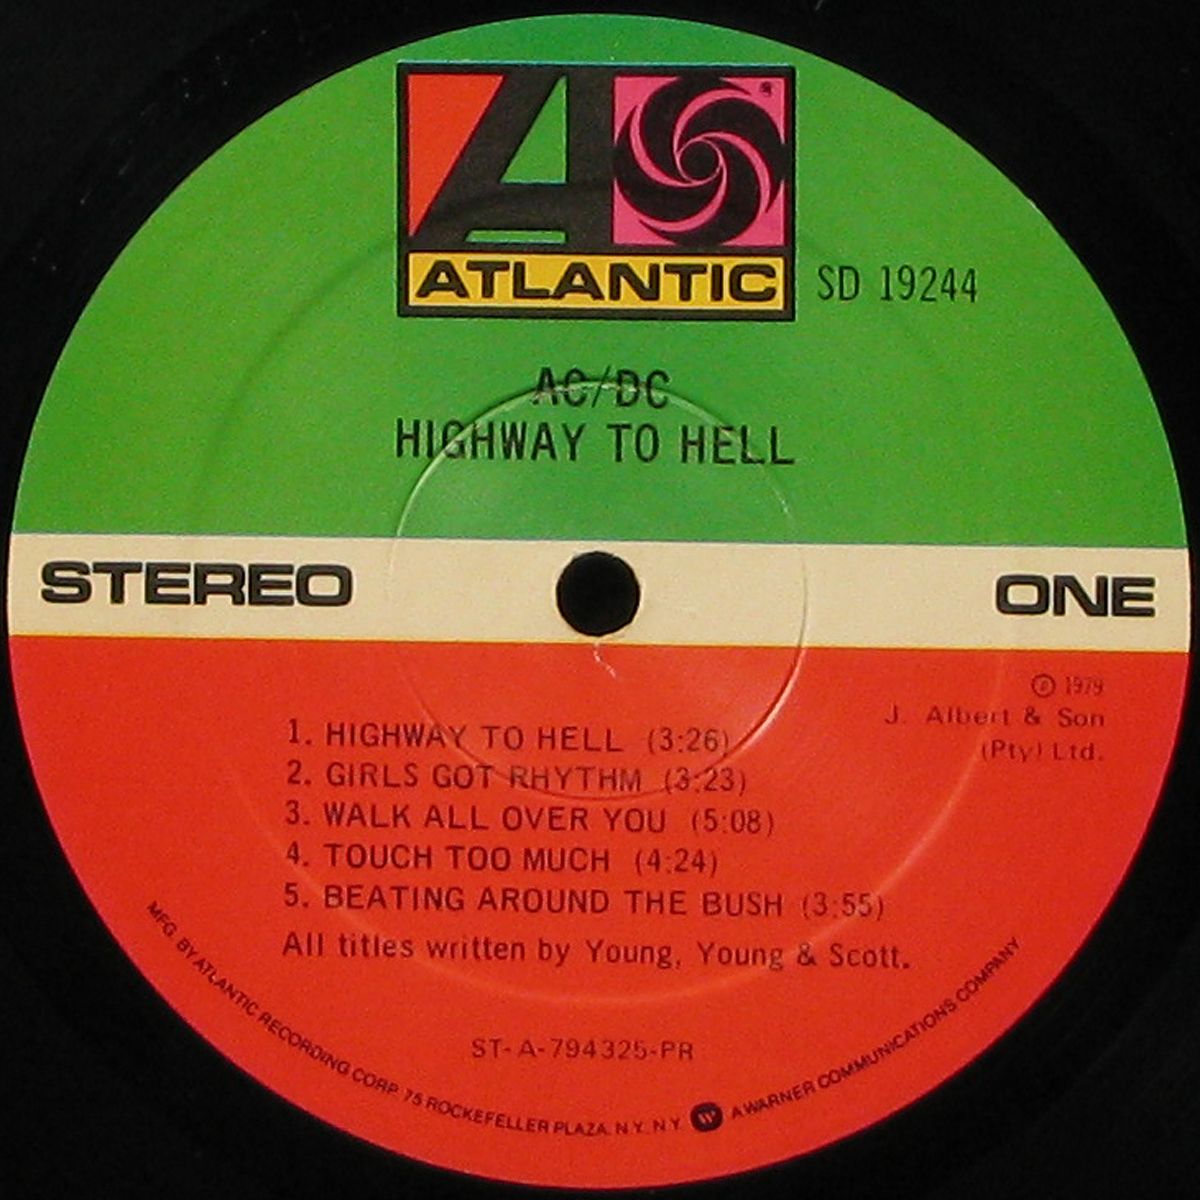 ATLANTIC
SD 19244
AC/DC
HIGHWAY TO HELL
STEREO
ONE
Ⓟ 1979
J. Albert & Son
(Pty) Ltd.
1. HIGHWAY TO HELL (3:26)
2. GIRLS GOT RHYTHM (3:23)
3. WALK ALL OVER YOU (5:08)
4. TOUCH TOO MUCH (4:24)
5. BEATING AROUND THE BUSH (3:55)
All titles written by Young, Young & Scott.
ST-A-794325-PR
MFG. BY ATLANTIC RECORDING CORP. 75 ROCKEFELLER PLAZA, N.Y. N.Y. W A WARNER COMMUNICATIONS COMPANY